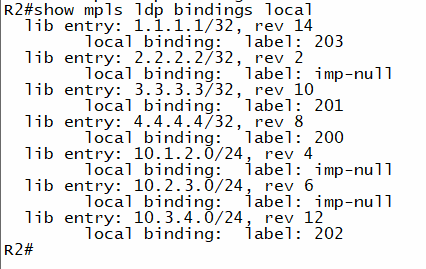 R2#show mpls ldp bindings local
lib entry: 1.1.1.1/32, rev 14
local binding: label: 203
lib entry: 2.2.2.2/32, rev 2
local binding: label: imp-null
lib entry: 3.3.3.3/32, rev 10
local binding: label: 201
lib entry: 4.4.4.4/32, rev 8
local binding: label: 200
lib entry: 10.1.2.0/24, rev 4
local binding: label: imp-null
lib entry: 10.2.3.0/24, rev 6
local binding: label: imp-null
lib entry: 10.3.4.0/24, rev 12
local binding: label: 202
R2#